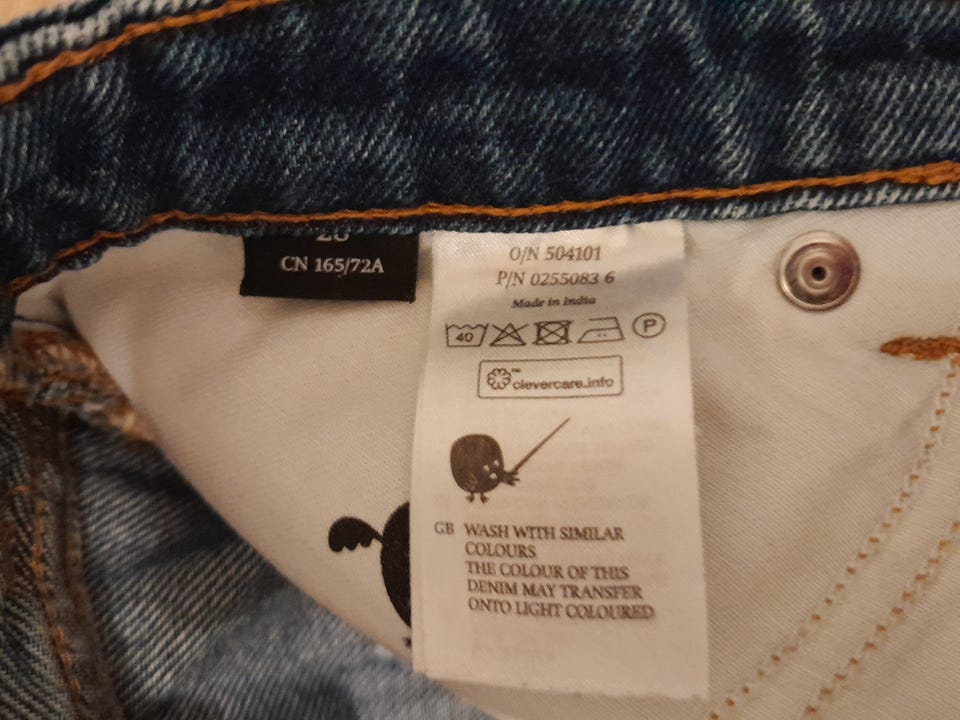 CN 165/72A
O/N 504101
P/N 0255083 6
Made in India
40
P
clevercare.info
GB WASH WITH SIMILAR
COLOURS
THE COLOUR OF THIS
DENIM MAY TRANSFER
ONTO LIGHT COLOURED